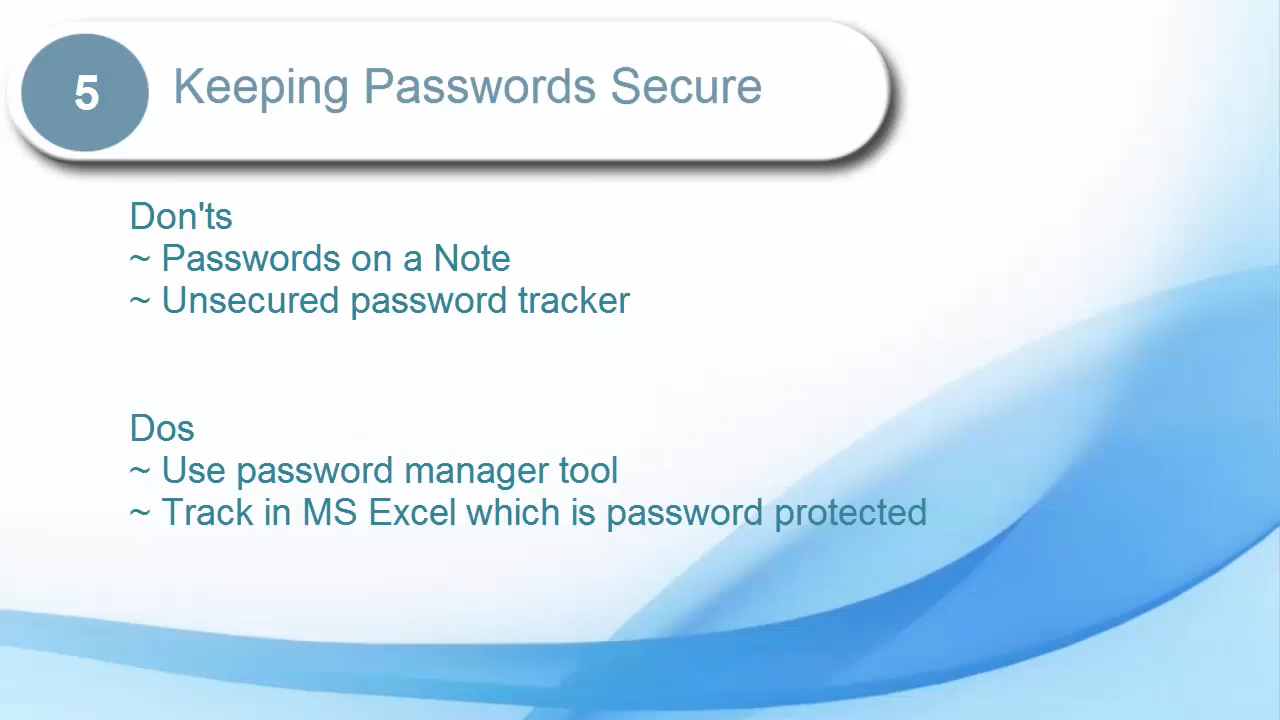 5
Keeping Passwords Secure
Don'ts
~ Passwords on a Note
~ Unsecured password tracker
Dos
~ Use password manager tool
~ Track in MS Excel which is password protected